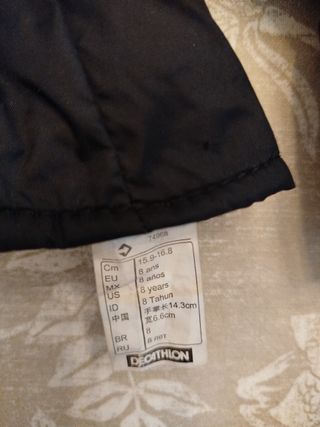 74968
Cm 15.9-16.8
EU 8 ans
MX 8 años
US 8 years
ID 8 Tahun
中国 手掌长14.3cm
宽6.6cm
BR 8
RU 8 лет
DECATHLON